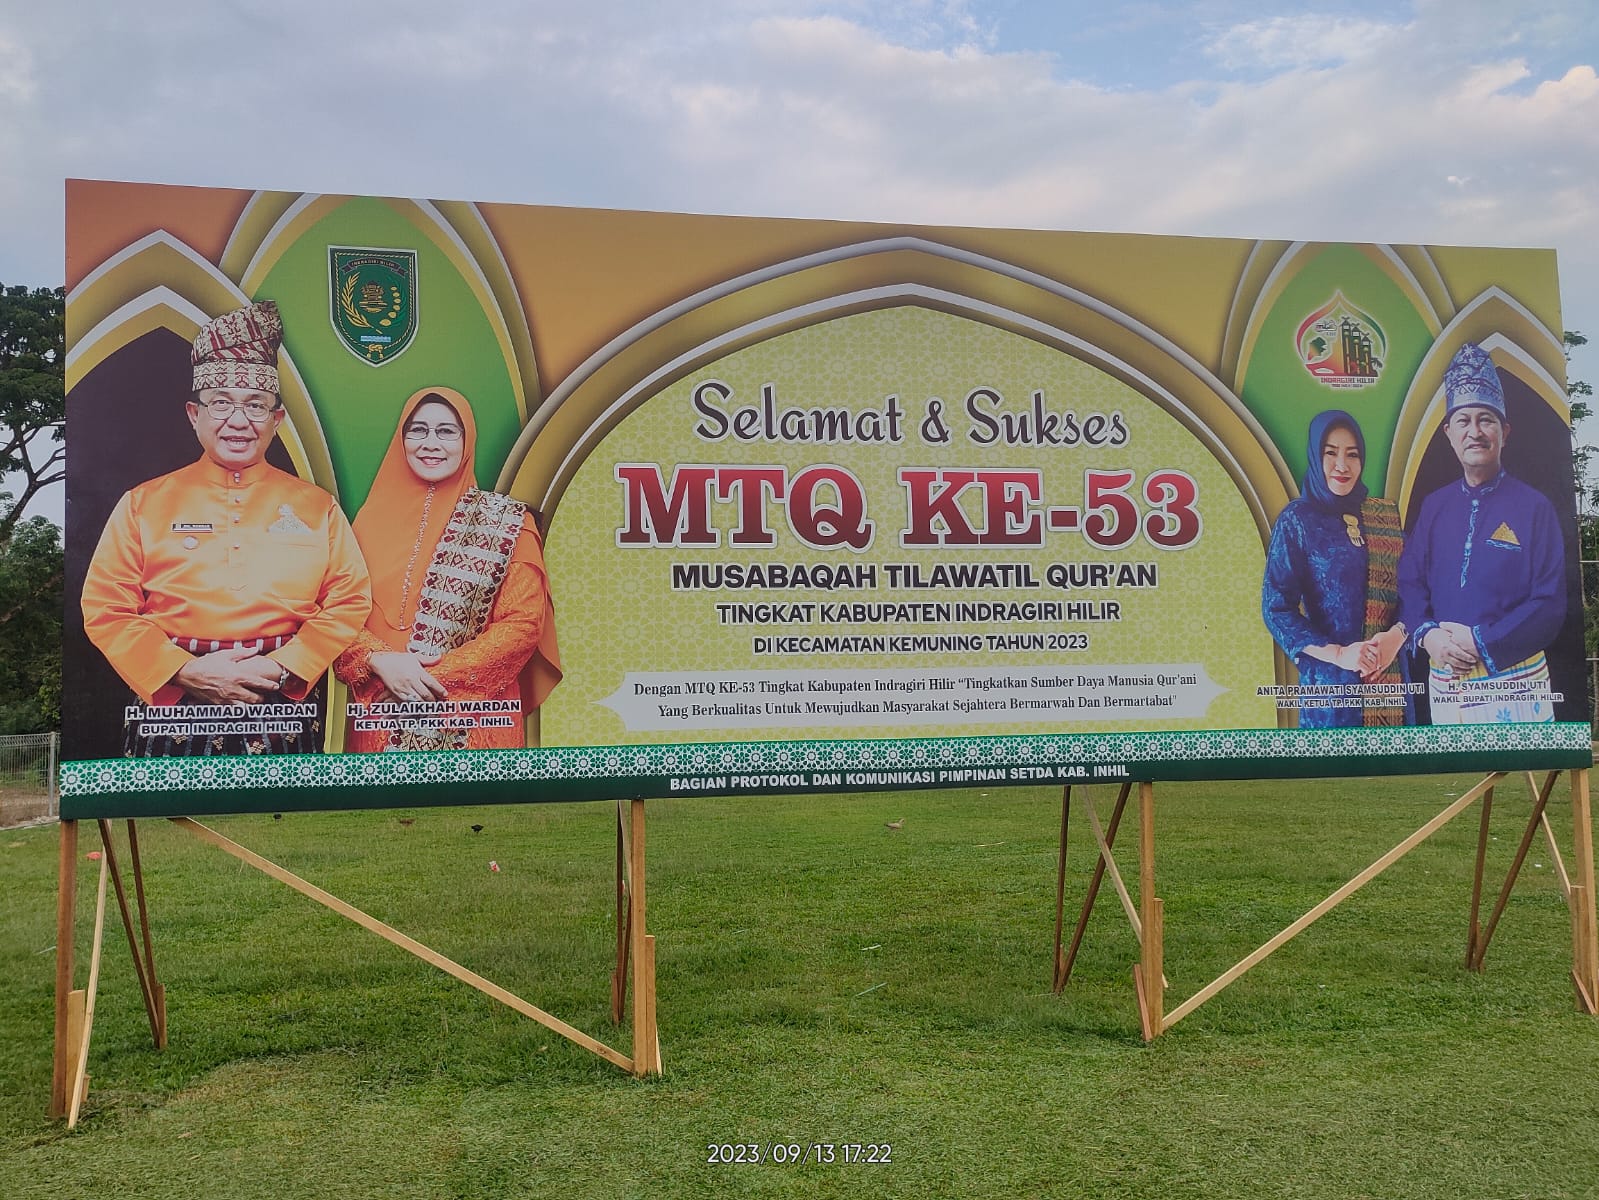 INDRAGIRI HILIR
INDRAGIRI HILIR
Selamat & Sukses
MTQ KE-53
MUSABAQAH TILAWATIL QUR'AN
TINGKAT KABUPATEN INDRAGIRI HILIR
DI KECAMATAN KEMUNING TAHUN 2023
Dengan MTQ KE-53 Tingkat Kabupaten Indragiri Hilir "Tingkatkan Sumber Daya Manusia Qur'ani
Yang Berkualitas Untuk Mewujudkan Masyarakat Sejahtera Bermarwah Dan Bermartabat"
H. MUHAMMAD WARDAN
BUPATI INDRAGIRI HILIR
Hj. ZULAIKHAH WARDAN
KETUA TP. PKK KAB. INHIL
ANITA PRAMAWATI SYAMSUDDIN UTI
WAKIL KETUA TP. PKK KAB. INHIL
H. SYAMSUDDIN UTI
WAKIL BUPATI INDRAGIRI HILIR
BAGIAN PROTOKOL DAN KOMUNIKASI PIMPINAN SETDA KAB. INHIL
2023/09/13 17:22